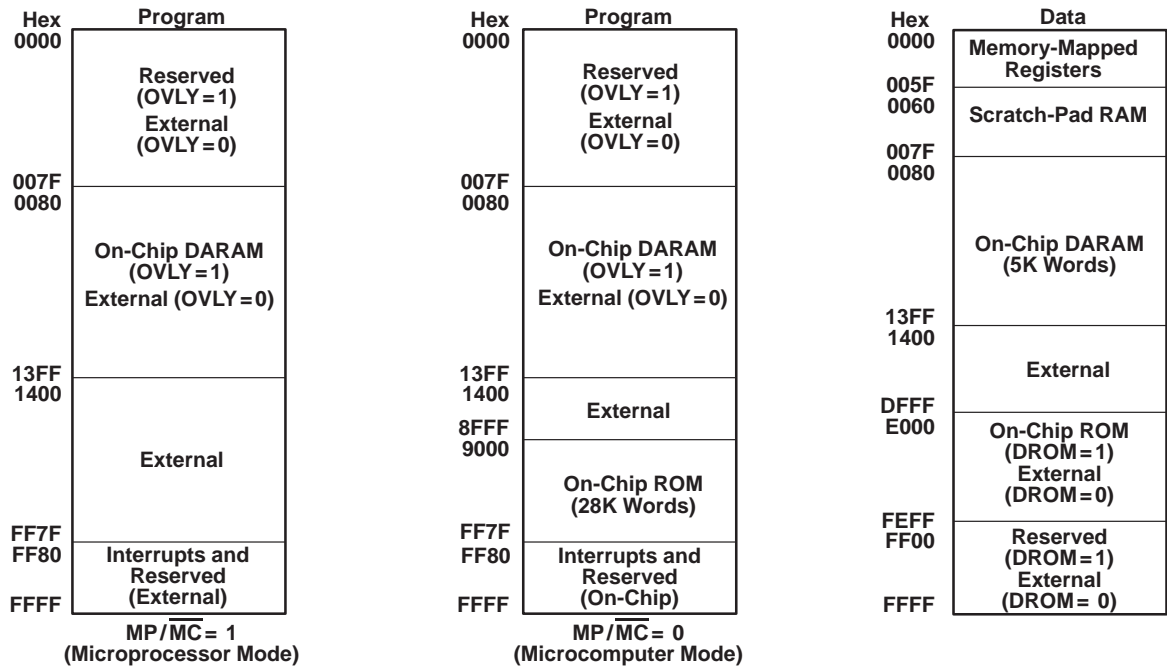 Hex
Program
0000
Reserved
(OVLY = 1)
External
(OVLY = 0)
007F
0080
On-Chip DARAM
(OVLY = 1)
External (OVLY = 0)
13FF
1400
External
FF7F
FF80
Interrupts and
Reserved
(External)
FFFF
MP/MC = 1
(Microprocessor Mode)
Hex
Program
0000
Reserved
(OVLY = 1)
External
(OVLY = 0)
007F
0080
On-Chip DARAM
(OVLY = 1)
External (OVLY = 0)
13FF
1400
External
8FFF
9000
On-Chip ROM
(28K Words)
FF7F
FF80
Interrupts and
Reserved
(On-Chip)
FFFF
MP/MC = 0
(Microcomputer Mode)
Hex
Data
0000
Memory-Mapped
Registers
005F
0060
Scratch-Pad RAM
007F
0080
On-Chip DARAM
(5K Words)
13FF
1400
External
DFFF
E000
On-Chip ROM
(DROM = 1)
External
(DROM = 0)
FEFF
FF00
Reserved
(DROM = 1)
External
(DROM = 0)
FFFF